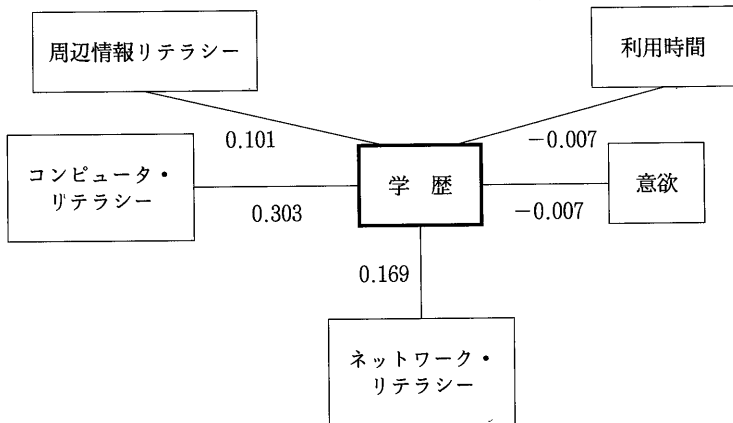 周辺情報リテラシー
利用時間
0.101
−0.007
コンピュータ・
リテラシー
学 歴
意欲
0.303
−0.007
0.169
ネットワーク・
リテラシー